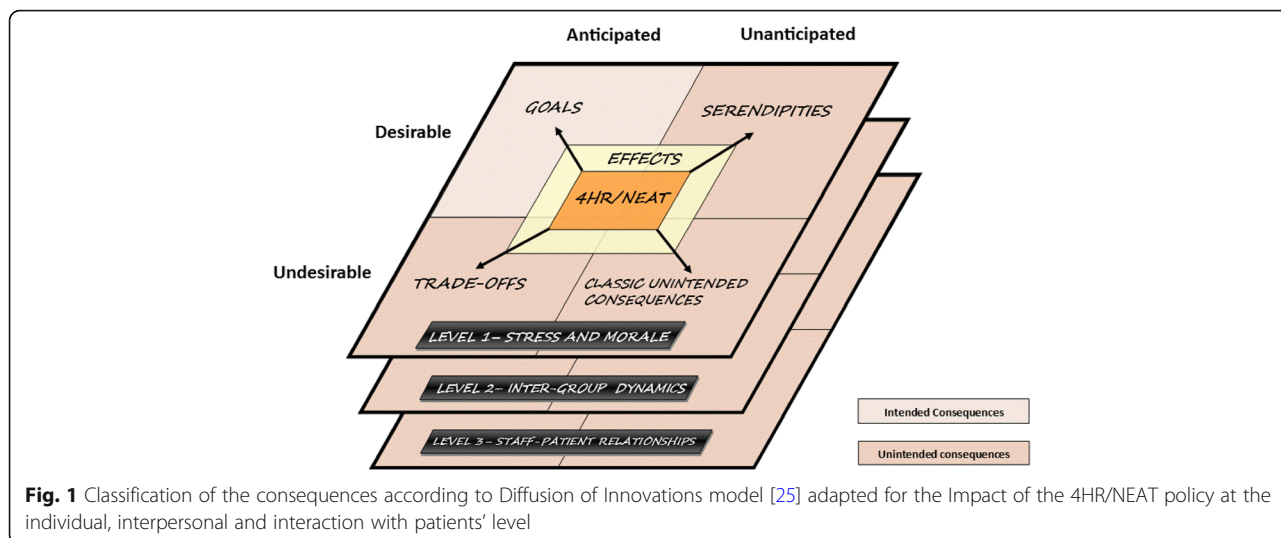 Anticipated Unanticipated
Desirable
GOALS
SERENDIPITIES
EFFECTS
4HR/NEAT
Undesirable
TRADE-OFFS
CLASSIC UNINTENDED
CONSEQUENCES
LEVEL 1– STRESS AND MORALE
LEVEL 2– INTER-GROUP DYNAMICS
LEVEL 3– STAFF-PATIENT RELATIONSHIPS
Intended Consequences
Unintended consequences
Fig. 1 Classification of the consequences according to Diffusion of Innovations model [25] adapted for the Impact of the 4HR/NEAT policy at the
individual, interpersonal and interaction with patients’ level